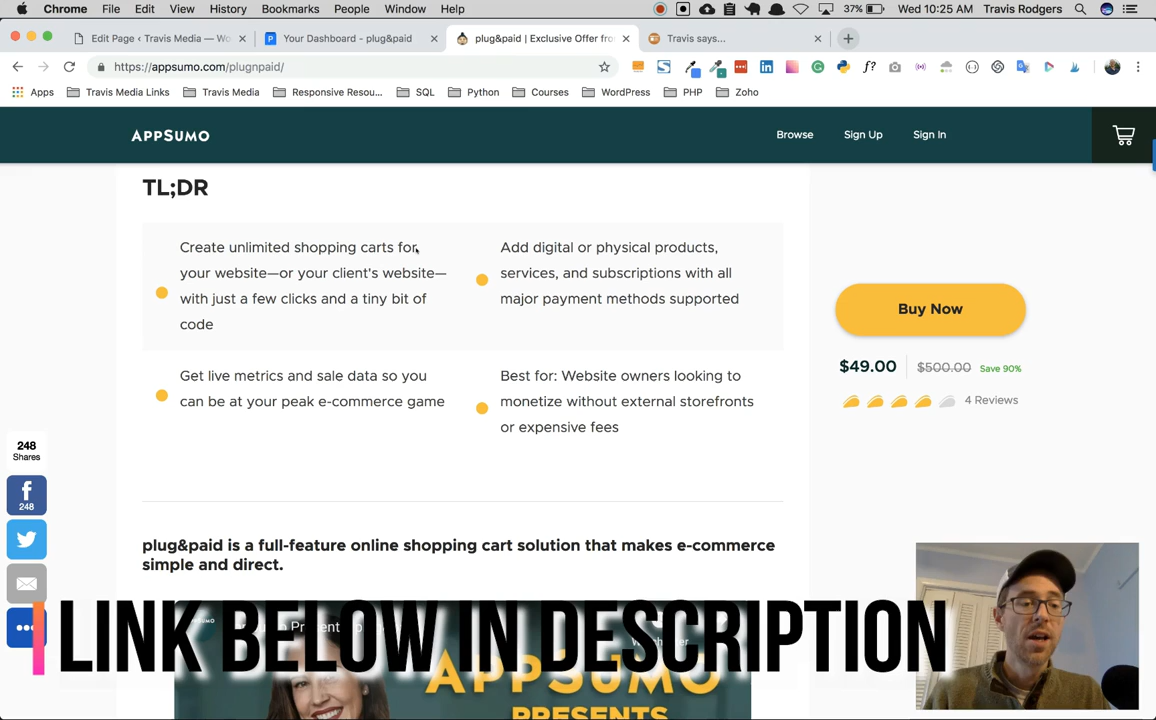 Chrome File Edit View History Bookmarks People Window Help 37% Wed 10:25 AM Travis Rodgers
Edit Page ‹ Travis Media — Wo Your Dashboard - plug&paid plug&paid | Exclusive Offer fro Travis says...
https://appsumo.com/plugnpaid/
Apps Travis Media Links Travis Media Responsive Resou... SQL Python Courses WordPress PHP Zoho
APPSUMO Browse Sign Up Sign In
TL;DR
Create unlimited shopping carts for
your website—or your client's website—
with just a few clicks and a tiny bit of
code
Add digital or physical products,
services, and subscriptions with all
major payment methods supported
Get live metrics and sale data so you
can be at your peak e-commerce game
Best for: Website owners looking to
monetize without external storefronts
or expensive fees
Buy Now
$49.00 $500.00 Save 90%
4 Reviews
248
Shares
248
plug&paid is a full-feature online shopping cart solution that makes e-commerce
simple and direct.
LINK BELOW IN DESCRIPTION
APPSUMO
PRESENTS